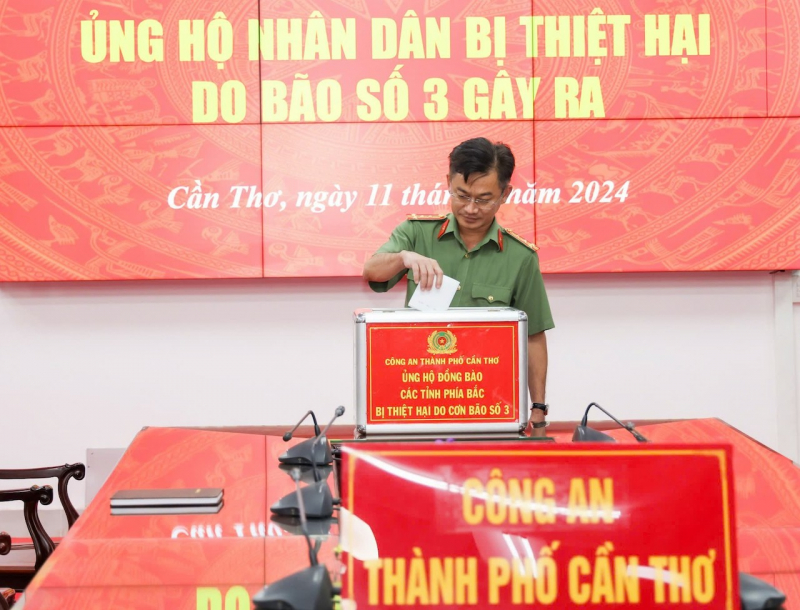 ỦNG HỘ NHÂN DÂN BỊ THIỆT HẠI
DO BÃO SỐ 3 GÂY RA
Cần Thơ, ngày 11 thán năm 2024
CÔNG AN THÀNH PHỐ CẦN THƠ
ỦNG HỘ ĐỒNG BÀO
CÁC TỈNH PHÍA BẮC
BỊ THIỆT HẠI DO CƠN BÃO SỐ 3
CÔNG AN
THÀNH PHỐ CẦN THƠ